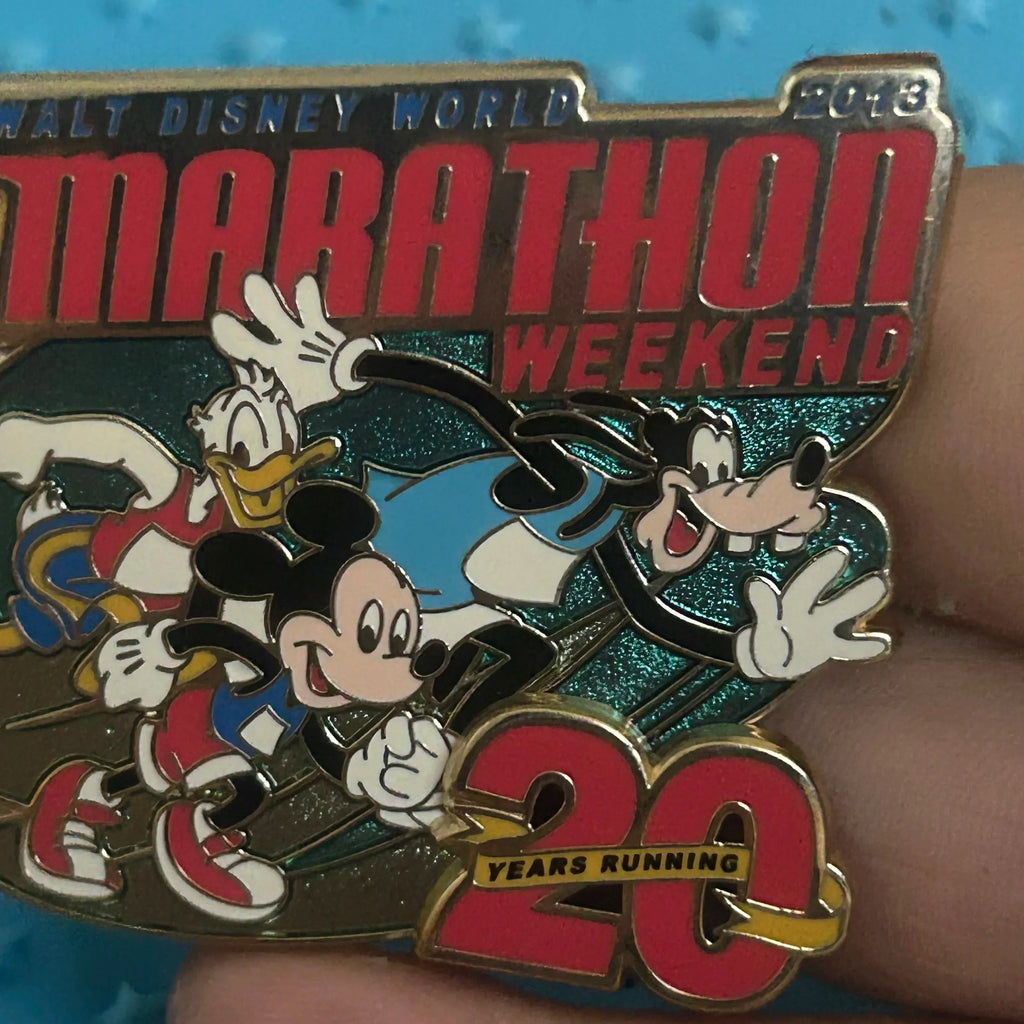 WALT DISNEY WORLD 2013
MARATHON
WEEKEND
20
YEARS RUNNING